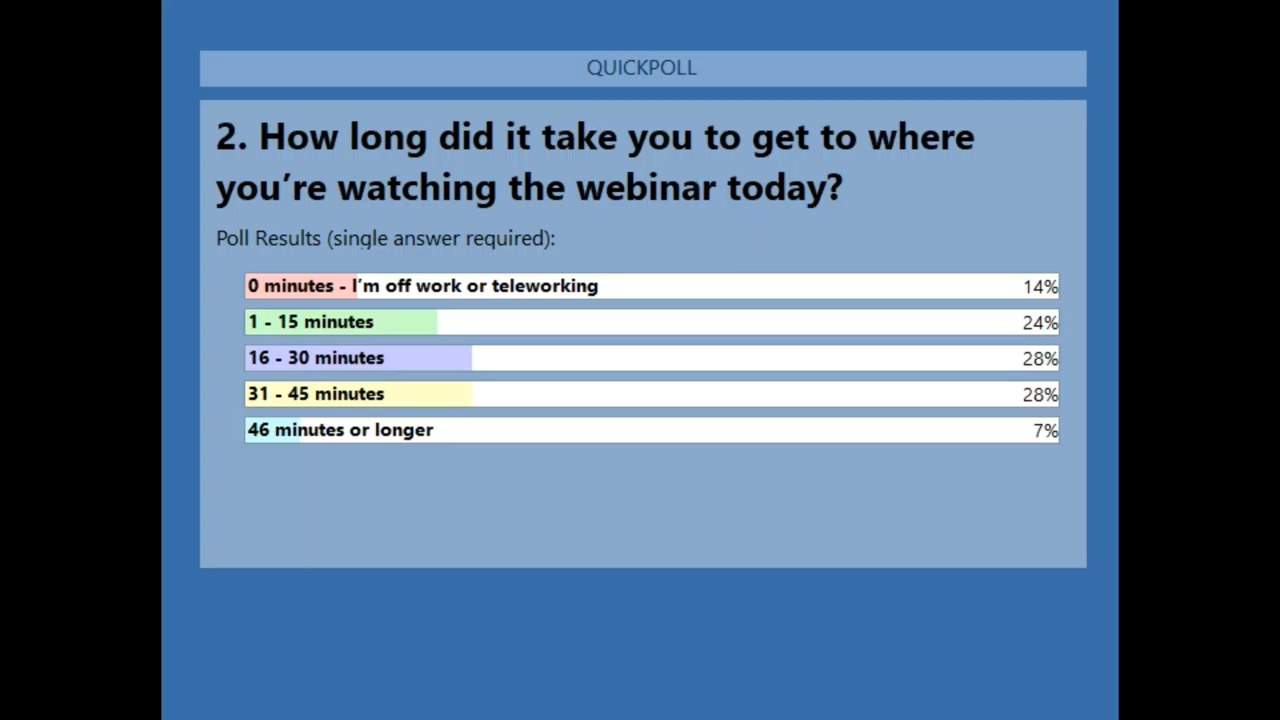 QUICKPOLL
2. How long did it take you to get to where
you’re watching the webinar today?
Poll Results (single answer required):
0 minutes - I’m off work or teleworking 14%
1 - 15 minutes 24%
16 - 30 minutes 28%
31 - 45 minutes 28%
46 minutes or longer 7%